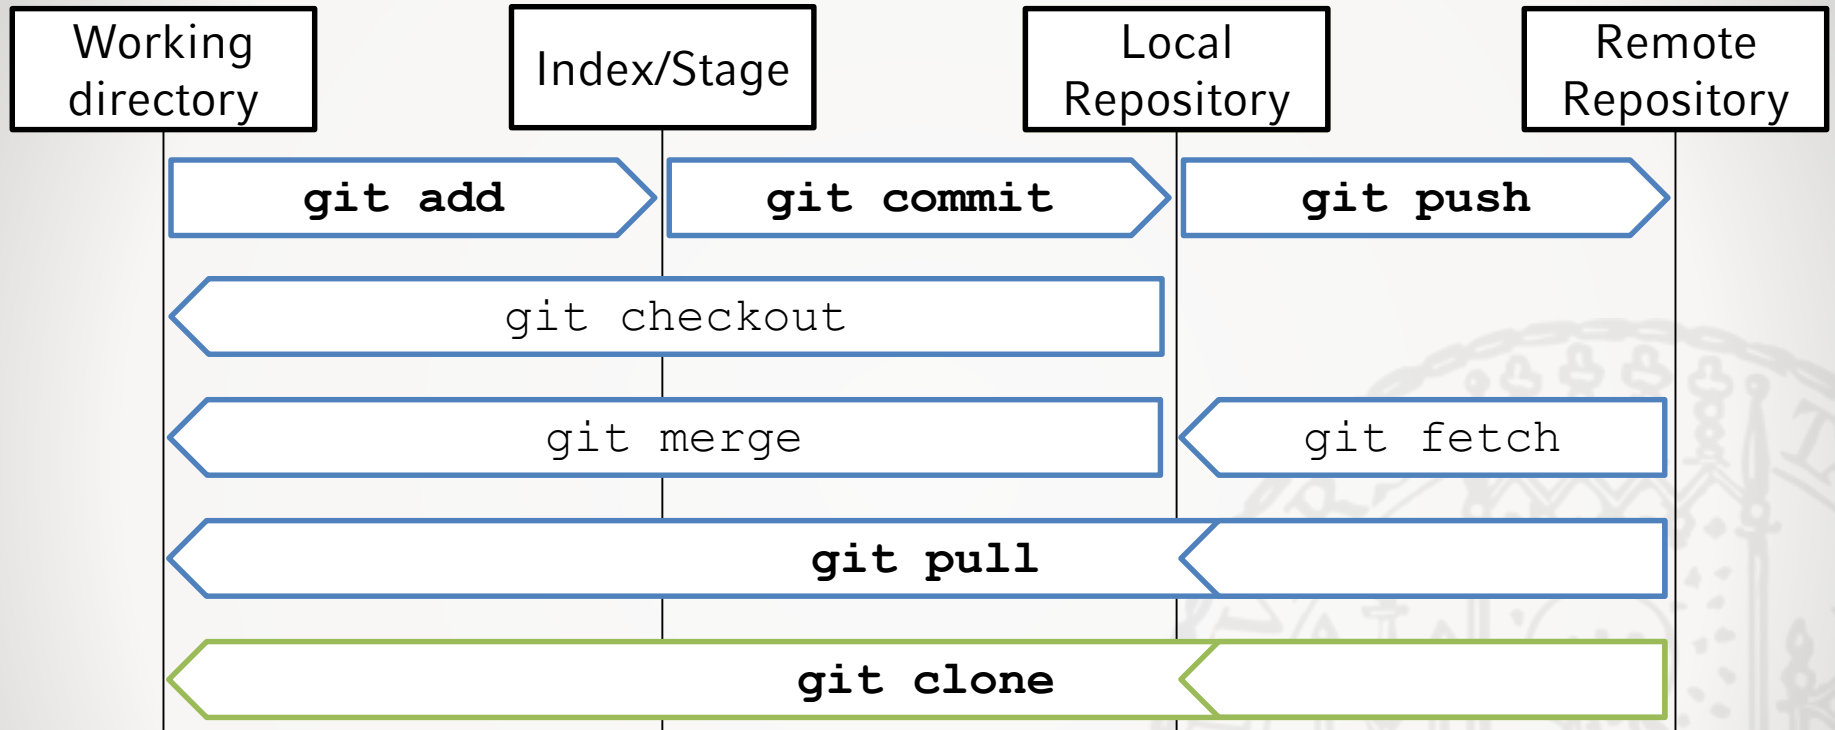 Working
directory
Index/Stage
Local
Repository
Remote
Repository
git add
git commit
git push
git checkout
git merge
git fetch
git pull
git clone